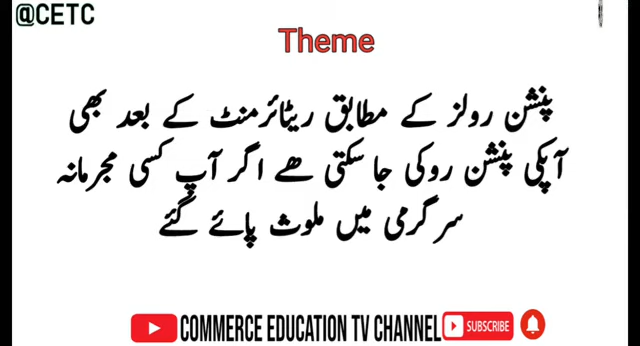 @CETC
Theme
پنشن رولز کے مطابق ریٹائرمنٹ کے بعد بھی
آپکی پنشن روکی جا سکتی ھے اگر آپ کسی مجرمانہ
سرگرمی میں ملوث پائے گئے
COMMERCE EDUCATION TV CHANNEL SUBSCRIBE